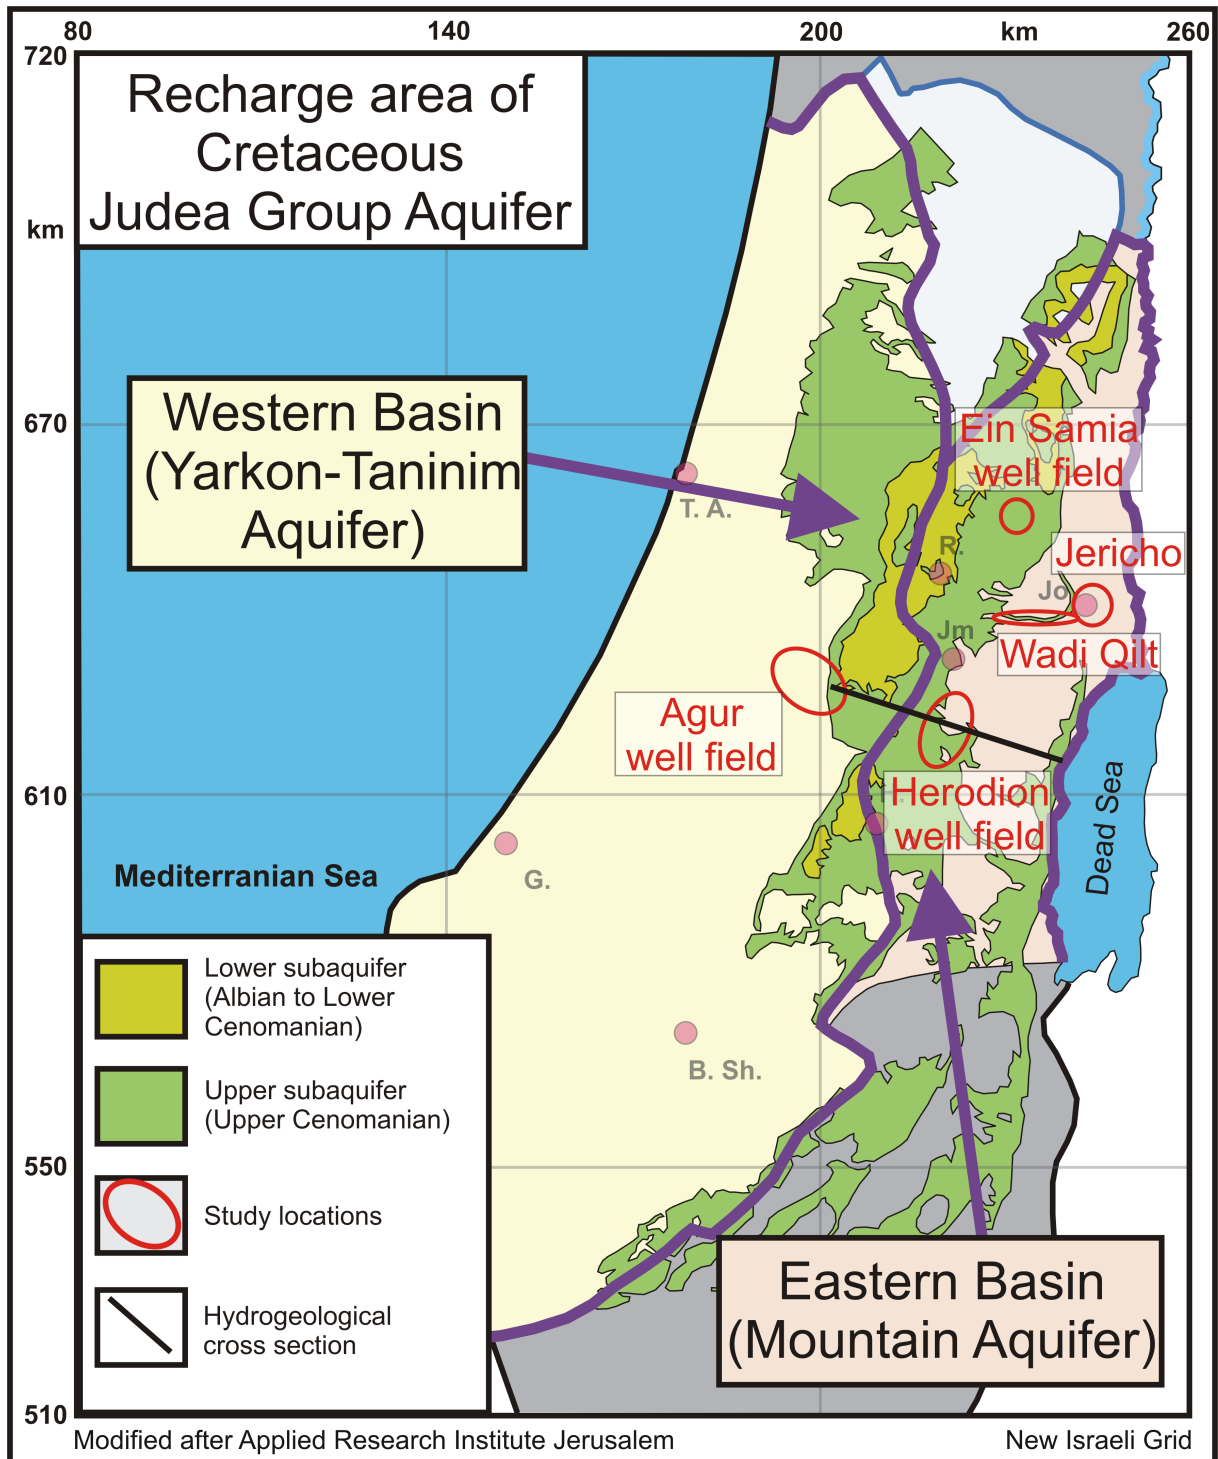 80 140 200 km 260
720
Recharge area of
Cretaceous
Judea Group Aquifer
km
Western Basin
(Yarkon-Taninim
Aquifer)
670
Ein Samia
well field
T. A.
R.
Jericho
Jo
Jm
Wadi Qilt
Agur
well field
610
Herodion
well field
Dead Sea
Mediterranian Sea
G.
Lower subaquifer
(Albian to Lower
Cenomanian)
Upper subaquifer
(Upper Cenomanian)
B. Sh.
550
Study locations
Hydrogeological
cross section
Eastern Basin
(Mountain Aquifer)
510
Modified after Applied Research Institute Jerusalem
New Israeli Grid